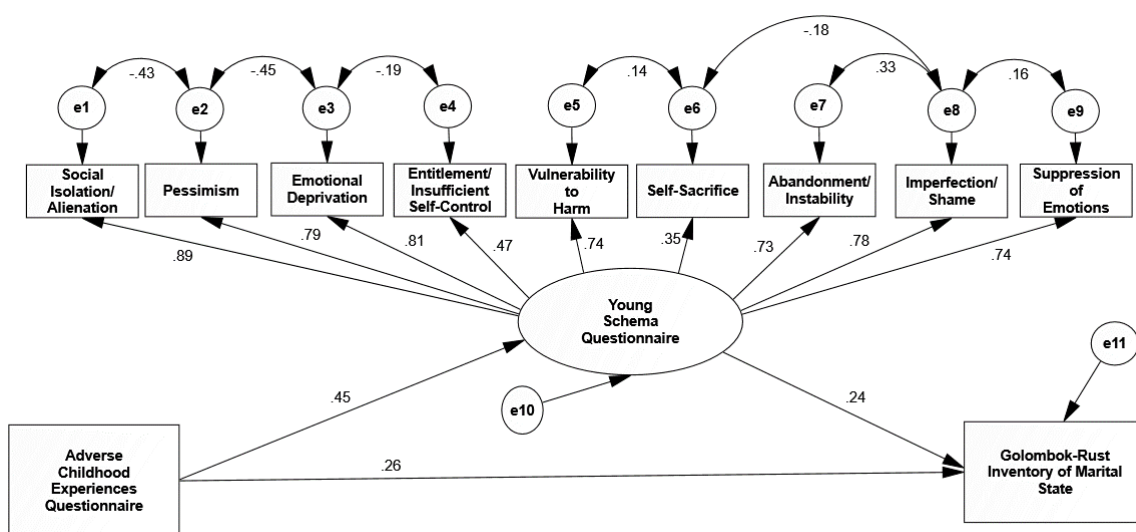 -.43
-.45
-.19
.14
-.18
.33
.16
e1
e2
e3
e4
e5
e6
e7
e8
e9
Social
Isolation/
Alienation
Pessimism
Emotional
Deprivation
Entitlement/
Insufficient
Self-Control
Vulnerability
to
Harm
Self-Sacrifice
Abandonment/
Instability
Imperfection/
Shame
Suppression
of
Emotions
.89
.79
.81
.47
.74
.35
.73
.78
.74
Young
Schema
Questionnaire
e10
e11
.45
.24
.26
Adverse
Childhood
Experiences
Questionnaire
Golombok-Rust
Inventory of Marital
State